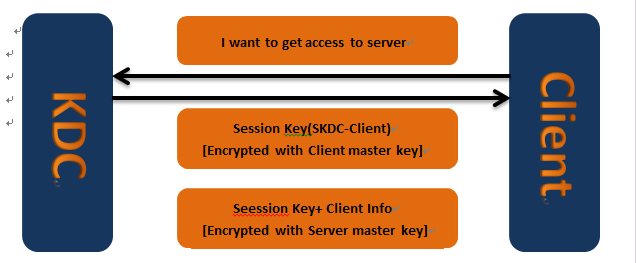 I want to get access to server
KDC
Client
Session Key(SKDC-Client)
[Encrypted with Client master key]
Seession Key+ Client Info
[Encrypted with Server master key]